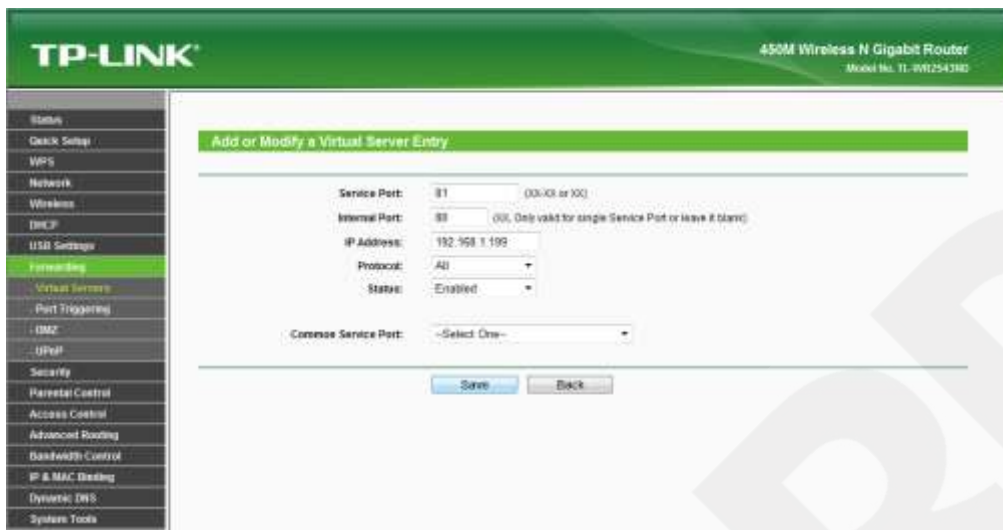 TP-LINK
450M Wireless N Gigabit Router
Model No. TL-WR2543ND
Status
Quick Setup
WPS
Network
Wireless
DHCP
USB Settings
Forwarding
- Virtual Servers
- Port Triggering
- DMZ
- UPnP
Security
Parental Control
Access Control
Advanced Routing
Bandwidth Control
IP & MAC Binding
Dynamic DNS
System Tools
Add or Modify a Virtual Server Entry
Service Port: 81 (XX-XX or XX)
Internal Port: 80 (XX, Only valid for single Service Port or leave it blank)
IP Address: 192.168.1.199
Protocol: All
Status: Enabled
Common Service Port: --Select One--
Save Back